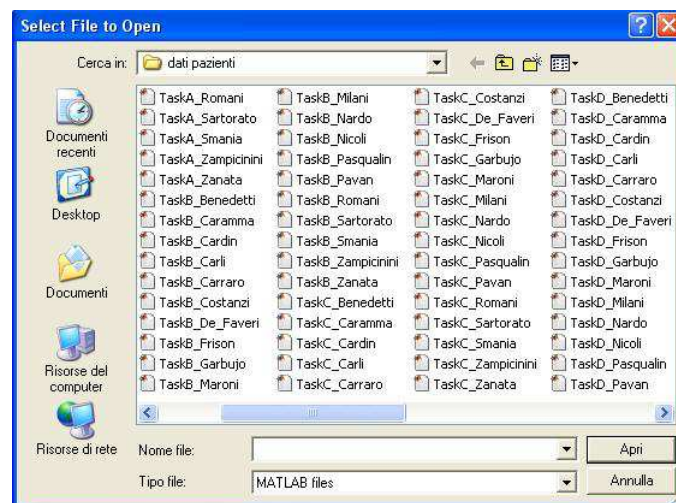 Select File to Open
Cerca in: dati pazienti
Documenti recenti
Desktop
Documenti
Risorse del computer
Risorse di rete
TaskA_Romani
TaskA_Sartorato
TaskA_Smania
TaskA_Zampicinini
TaskA_Zanata
TaskB_Benedetti
TaskB_Caramma
TaskB_Cardin
TaskB_Carli
TaskB_Carraro
TaskB_Costanzi
TaskB_De_Faveri
TaskB_Frison
TaskB_Garbujo
TaskB_Maroni
TaskB_Milani
TaskB_Nardo
TaskB_Nicoli
TaskB_Pasqualin
TaskB_Pavan
TaskB_Romani
TaskB_Sartorato
TaskB_Smania
TaskB_Zampicinini
TaskB_Zanata
TaskC_Benedetti
TaskC_Caramma
TaskC_Cardin
TaskC_Carli
TaskC_Carraro
TaskC_Costanzi
TaskC_De_Faveri
TaskC_Frison
TaskC_Garbujo
TaskC_Maroni
TaskC_Milani
TaskC_Nardo
TaskC_Nicoli
TaskC_Pasqualin
TaskC_Pavan
TaskC_Romani
TaskC_Sartorato
TaskC_Smania
TaskC_Zampicinini
TaskC_Zanata
TaskD_Benedetti
TaskD_Caramma
TaskD_Cardin
TaskD_Carli
TaskD_Carraro
TaskD_Costanzi
TaskD_De_Faveri
TaskD_Frison
TaskD_Garbujo
TaskD_Maroni
TaskD_Milani
TaskD_Nardo
TaskD_Nicoli
TaskD_Pasqualin
TaskD_Pavan
Nome file:
Apri
Tipo file: MATLAB files
Annulla